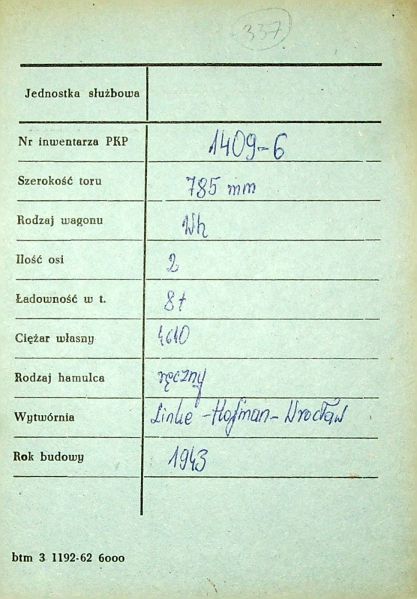 337
Jednostka służbowa
Nr inwentarza PKP 1409-6
Szerokość toru 785 mm
Rodzaj wagonu Wh
Ilość osi 2
Ładowność w t. 8t
Ciężar własny 4610
Rodzaj hamulca ręczny
Wytwórnia Linke-Hofman-Wrocław
Rok budowy 1943
btm 3 1192-62 6000